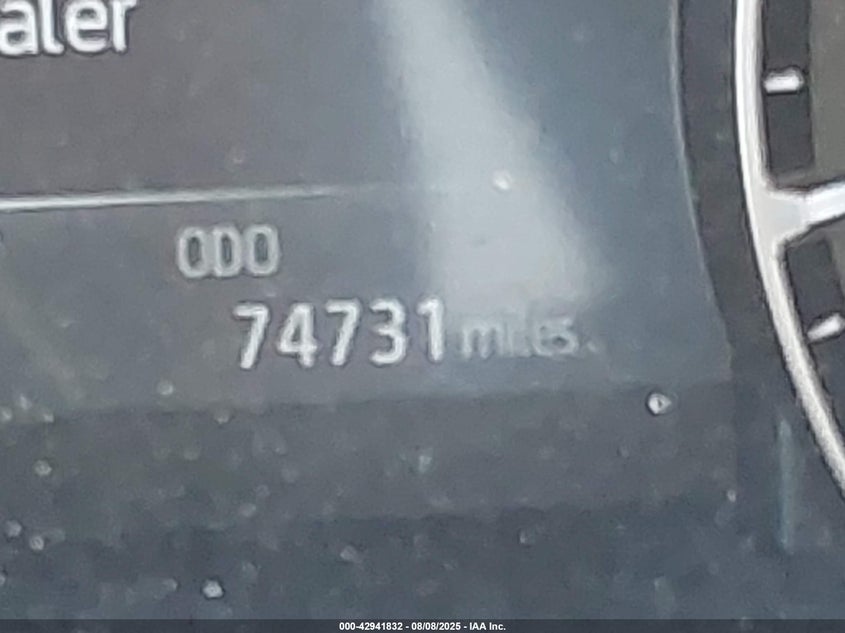 aler
ODO
74731 miles
000-42941832 - 08/08/2025 - IAA Inc.